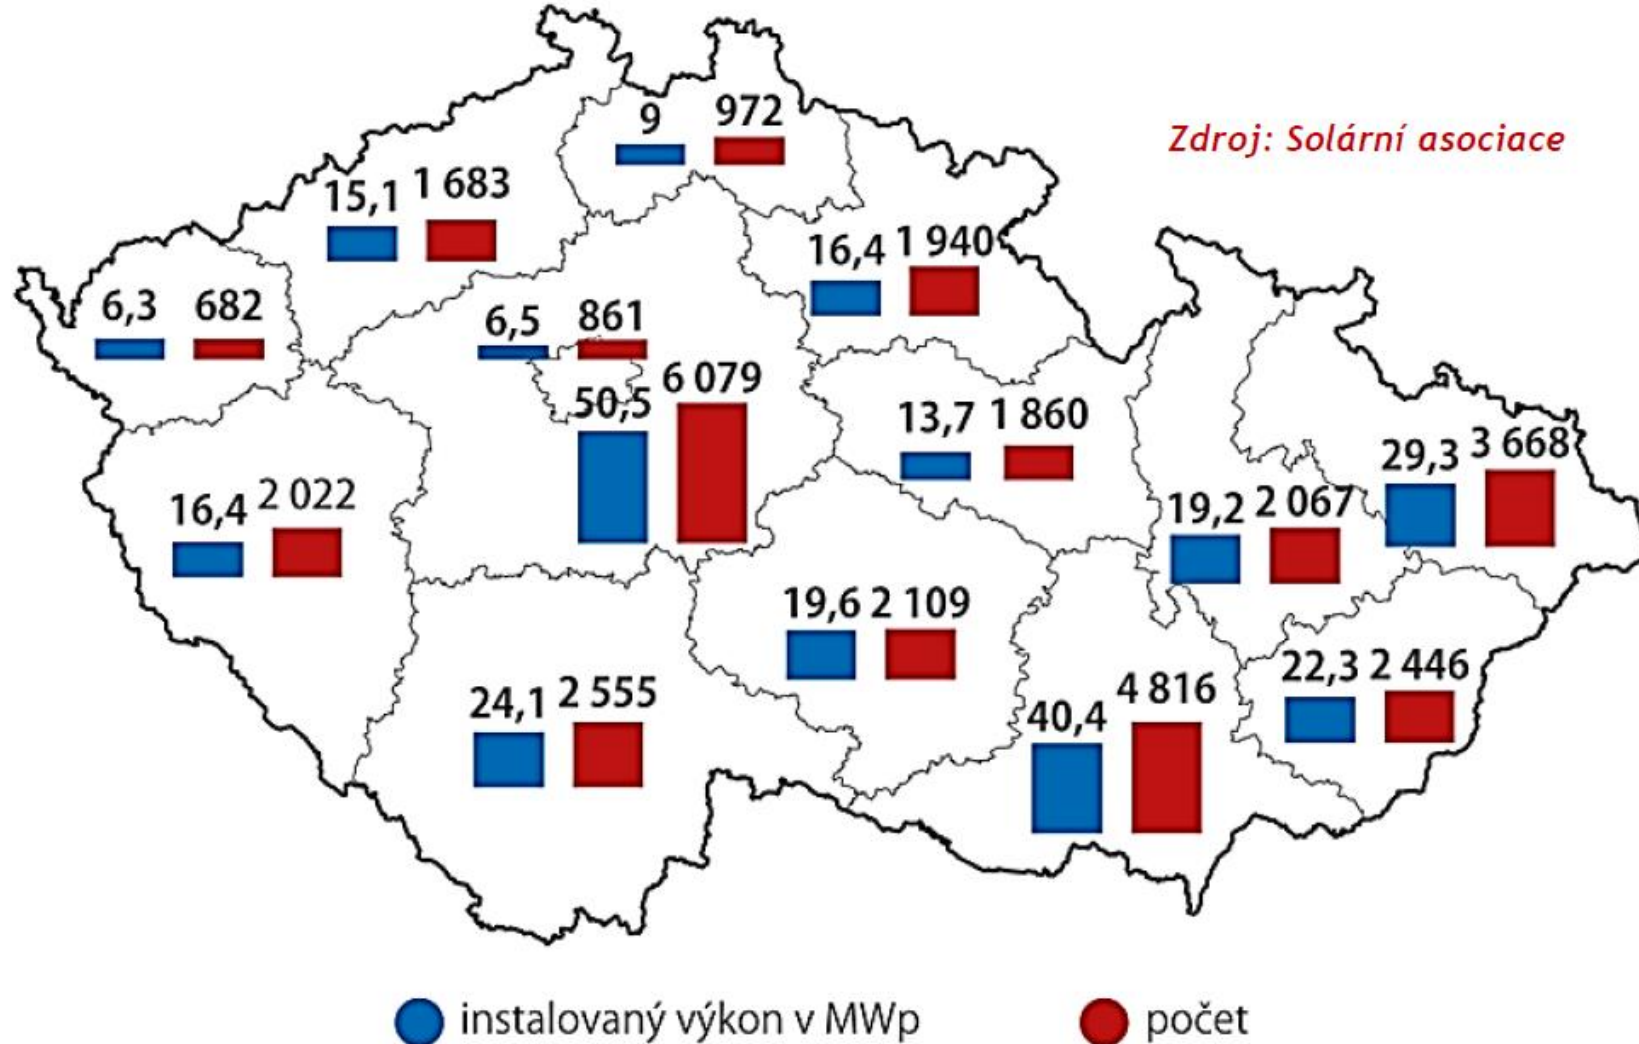 9 972
Zdroj: Solární asociace
15,1 1 683
16,4 1 940
6,3 682
6,5 861
50,5 6 079
13,7 1 860
29,3 3 668
16,4 2 022
19,2 2 067
19,6 2 109
22,3 2 446
24,1 2 555
40,4 4 816
instalovaný výkon v MWp
počet